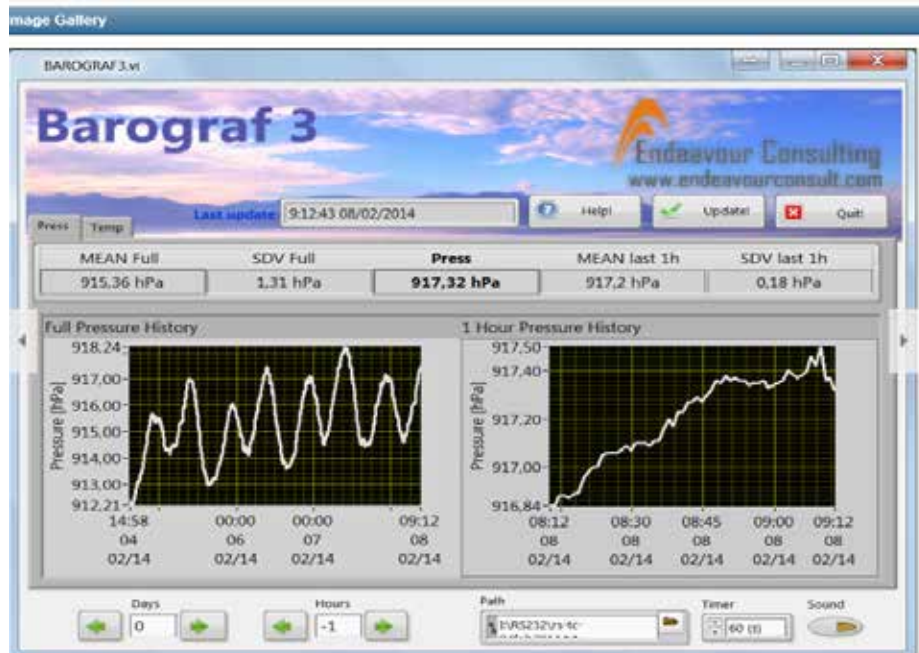 mage Gallery
BAROGRAF 3.vi
Barograf 3
Endeavour Consulting
www.endeavourconsult.com
Last update 9:12:43 08/02/2014 Help! Update! Quit!
Press Temp
MEAN Full SDV Full Press MEAN last 1h SDV last 1h
915,36 hPa 1,31 hPa 917,32 hPa 917,2 hPa 0,18 hPa
Full Pressure History 1 Hour Pressure History
Pressure [hPa]
918,24
917,00
916,00
915,00
914,00
913,00
912,21
14:58 00:00 00:00 09:12
04 06 07 08
02/14 02/14 02/14 02/14
Pressure [hPa]
917,50
917,40
917,20
917,00
916,84
08:12 08:30 08:45 09:00 09:12
08 08 08 08 08
02/14 02/14 02/14 02/14 02/14
Days Hours Path Timer Sound
0 -1 60 (s)